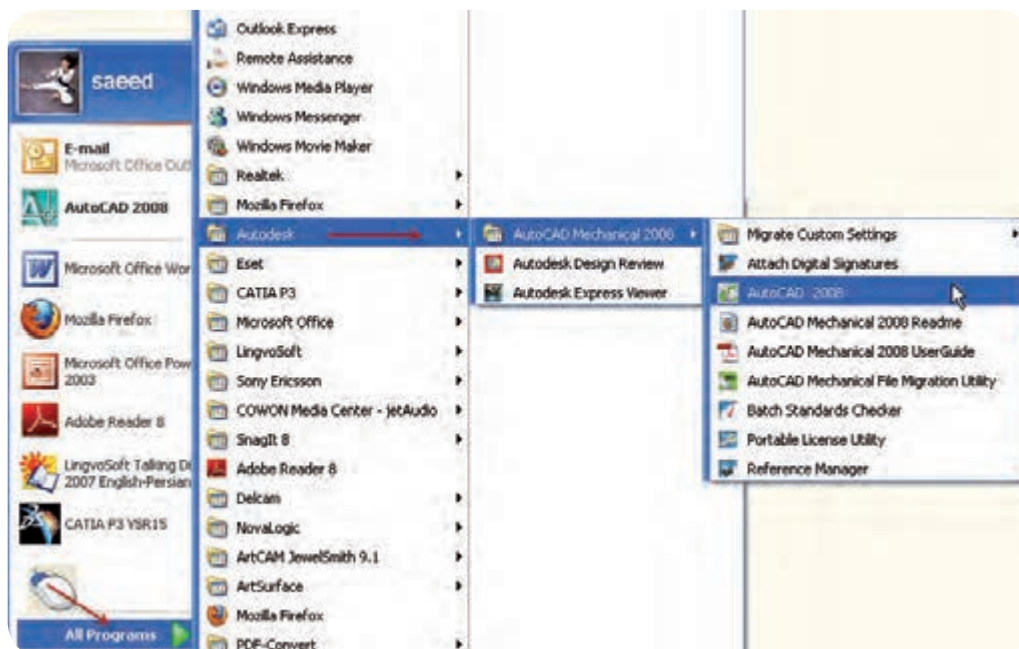 saeed
E-mail
Microsoft Office Outl
AutoCAD 2008
Microsoft Office Wor
Mozilla Firefox
Microsoft Office Pow
2003
Adobe Reader 8
LingvoSoft Talking Di
2007 English-Persian
CATIA P3 V5R15
All Programs
Outlook Express
Remote Assistance
Windows Media Player
Windows Messenger
Windows Movie Maker
Realtek
Mozilla Firefox
Autodesk
Eset
CATIA P3
Microsoft Office
LingvoSoft
Sony Ericsson
COWON Media Center - jetAudio
SnagIt 8
Adobe Reader 8
Delcam
NovaLogic
ArtCAM JewelSmith 9.1
ArtSurface
Mozilla Firefox
PDF-Convert
AutoCAD Mechanical 2008
Autodesk Design Review
Autodesk Express Viewer
Migrate Custom Settings
Attach Digital Signatures
AutoCAD 2008
AutoCAD Mechanical 2008 Readme
AutoCAD Mechanical 2008 UserGuide
AutoCAD Mechanical File Migration Utility
Batch Standards Checker
Portable License Utility
Reference Manager